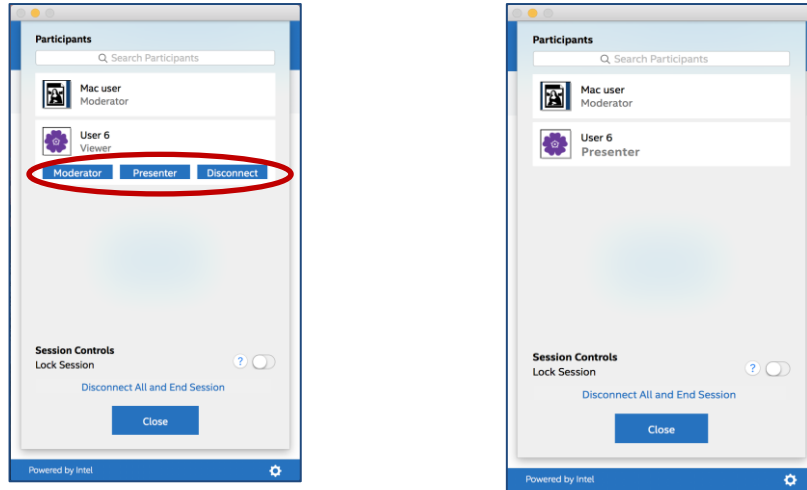 Participants
Search Participants
Mac user
Moderator
User 6
Viewer
Moderator Presenter Disconnect
Session Controls
Lock Session ?
Disconnect All and End Session
Close
Powered by Intel
Participants
Search Participants
Mac user
Moderator
User 6
Presenter
Session Controls
Lock Session ?
Disconnect All and End Session
Close
Powered by Intel